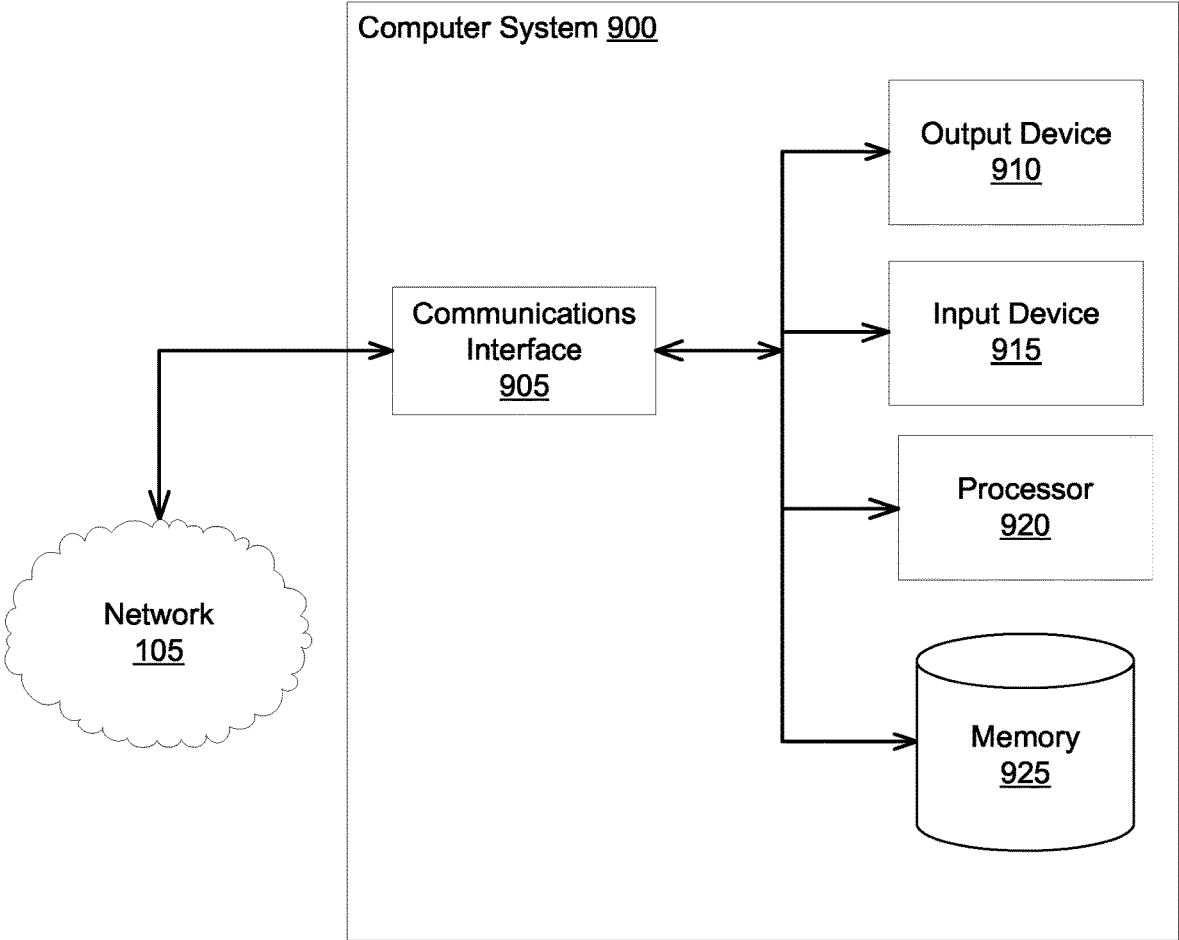 Computer System 900
Output Device
910
Communications
Interface
905
Input Device
915
Processor
920
Network
105
Memory
925